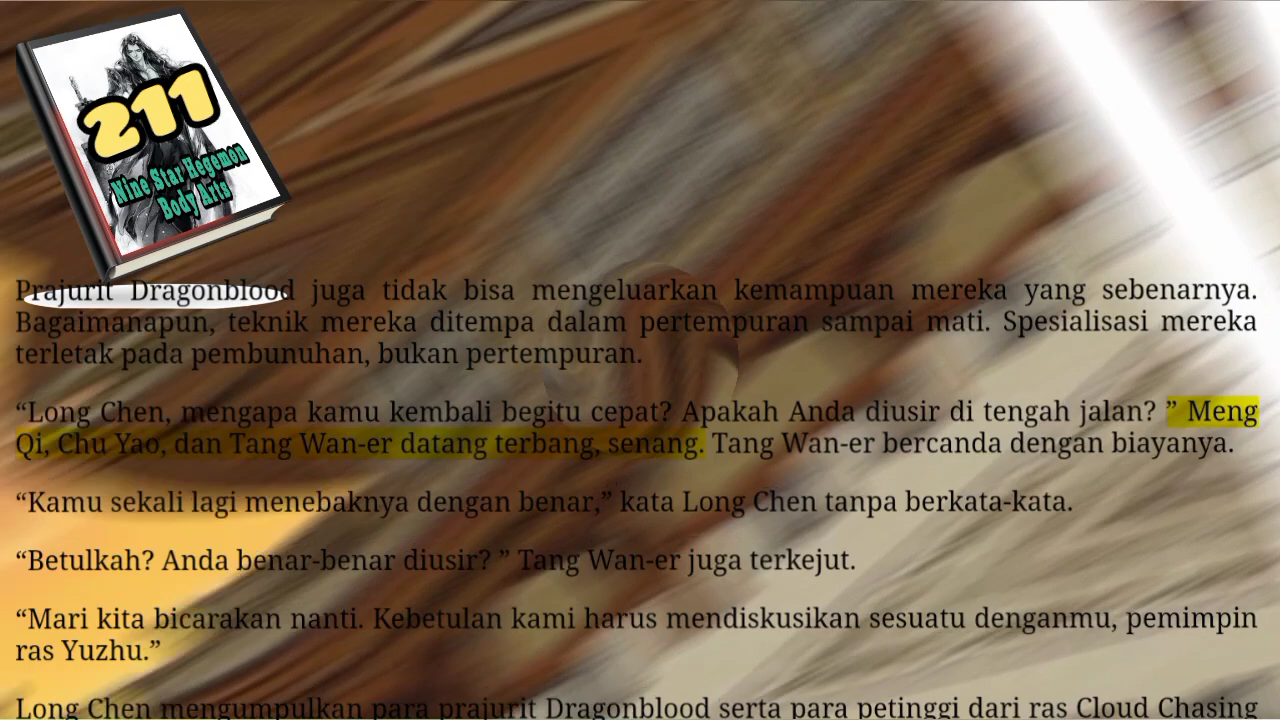 211
Nine Star Hegemon
Body Arts
Prajurit Dragonblood juga tidak bisa mengeluarkan kemampuan mereka yang sebenarnya.
Bagaimanapun, teknik mereka ditempa dalam pertempuran sampai mati. Spesialisasi mereka
terletak pada pembunuhan, bukan pertempuran.
“Long Chen, mengapa kamu kembali begitu cepat? Apakah Anda diusir di tengah jalan? ” Meng
Qi, Chu Yao, dan Tang Wan-er datang terbang, senang. Tang Wan-er bercanda dengan biayanya.
“Kamu sekali lagi menebaknya dengan benar,” kata Long Chen tanpa berkata-kata.
“Betulkah? Anda benar-benar diusir? ” Tang Wan-er juga terkejut.
“Mari kita bicarakan nanti. Kebetulan kami harus mendiskusikan sesuatu denganmu, pemimpin
ras Yuzhu.”
Long Chen mengumpulkan para prajurit Dragonblood serta para petinggi dari ras Cloud Chasing